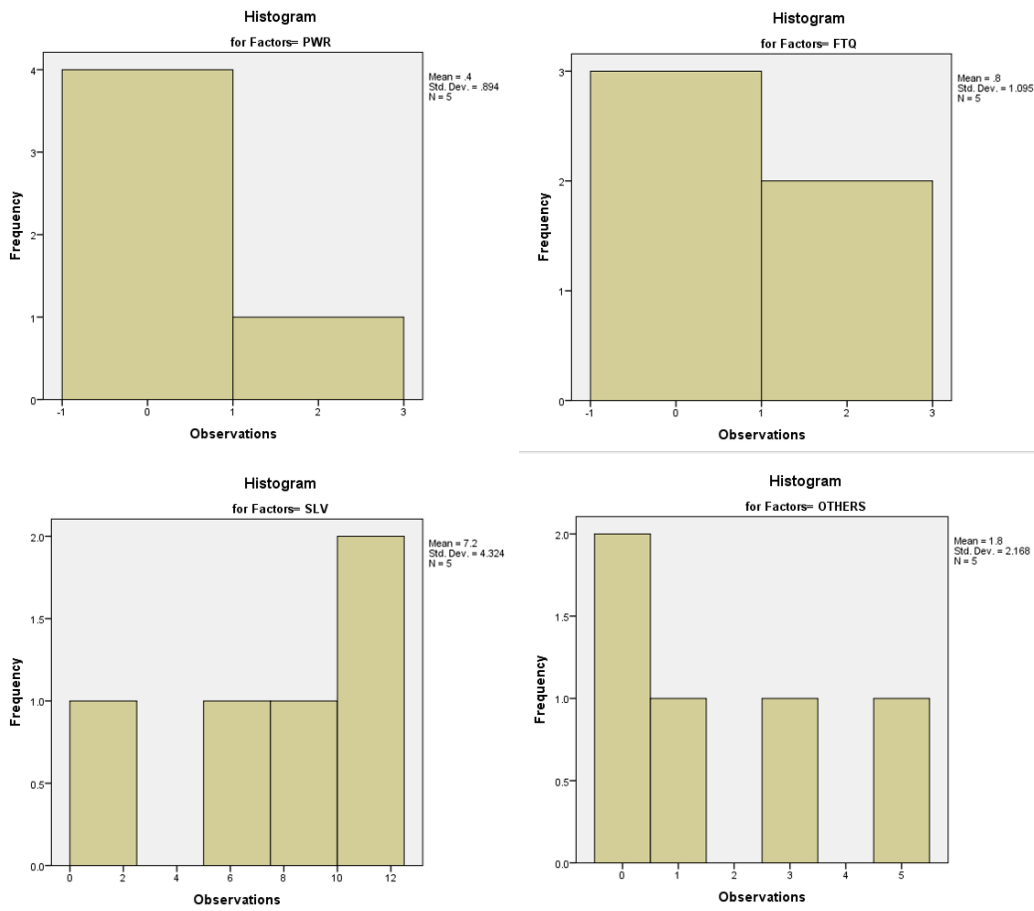 Histogram
for Factors= PWR
Mean = .4
Std. Dev. = .894
N = 5
4
3
2
1
0
Frequency
-1 0 1 2 3
Observations
Histogram
for Factors= FTQ
Mean = .8
Std. Dev. = 1.095
N = 5
3
2
1
0
Frequency
-1 0 1 2 3
Observations
Histogram
for Factors= SLV
Mean = 7.2
Std. Dev. = 4.324
N = 5
2.0
1.5
1.0
0.5
0.0
Frequency
0 2 4 6 8 10 12
Observations
Histogram
for Factors= OTHERS
Mean = 1.8
Std. Dev. = 2.168
N = 5
2.0
1.5
1.0
0.5
0.0
Frequency
0 1 2 3 4 5
Observations